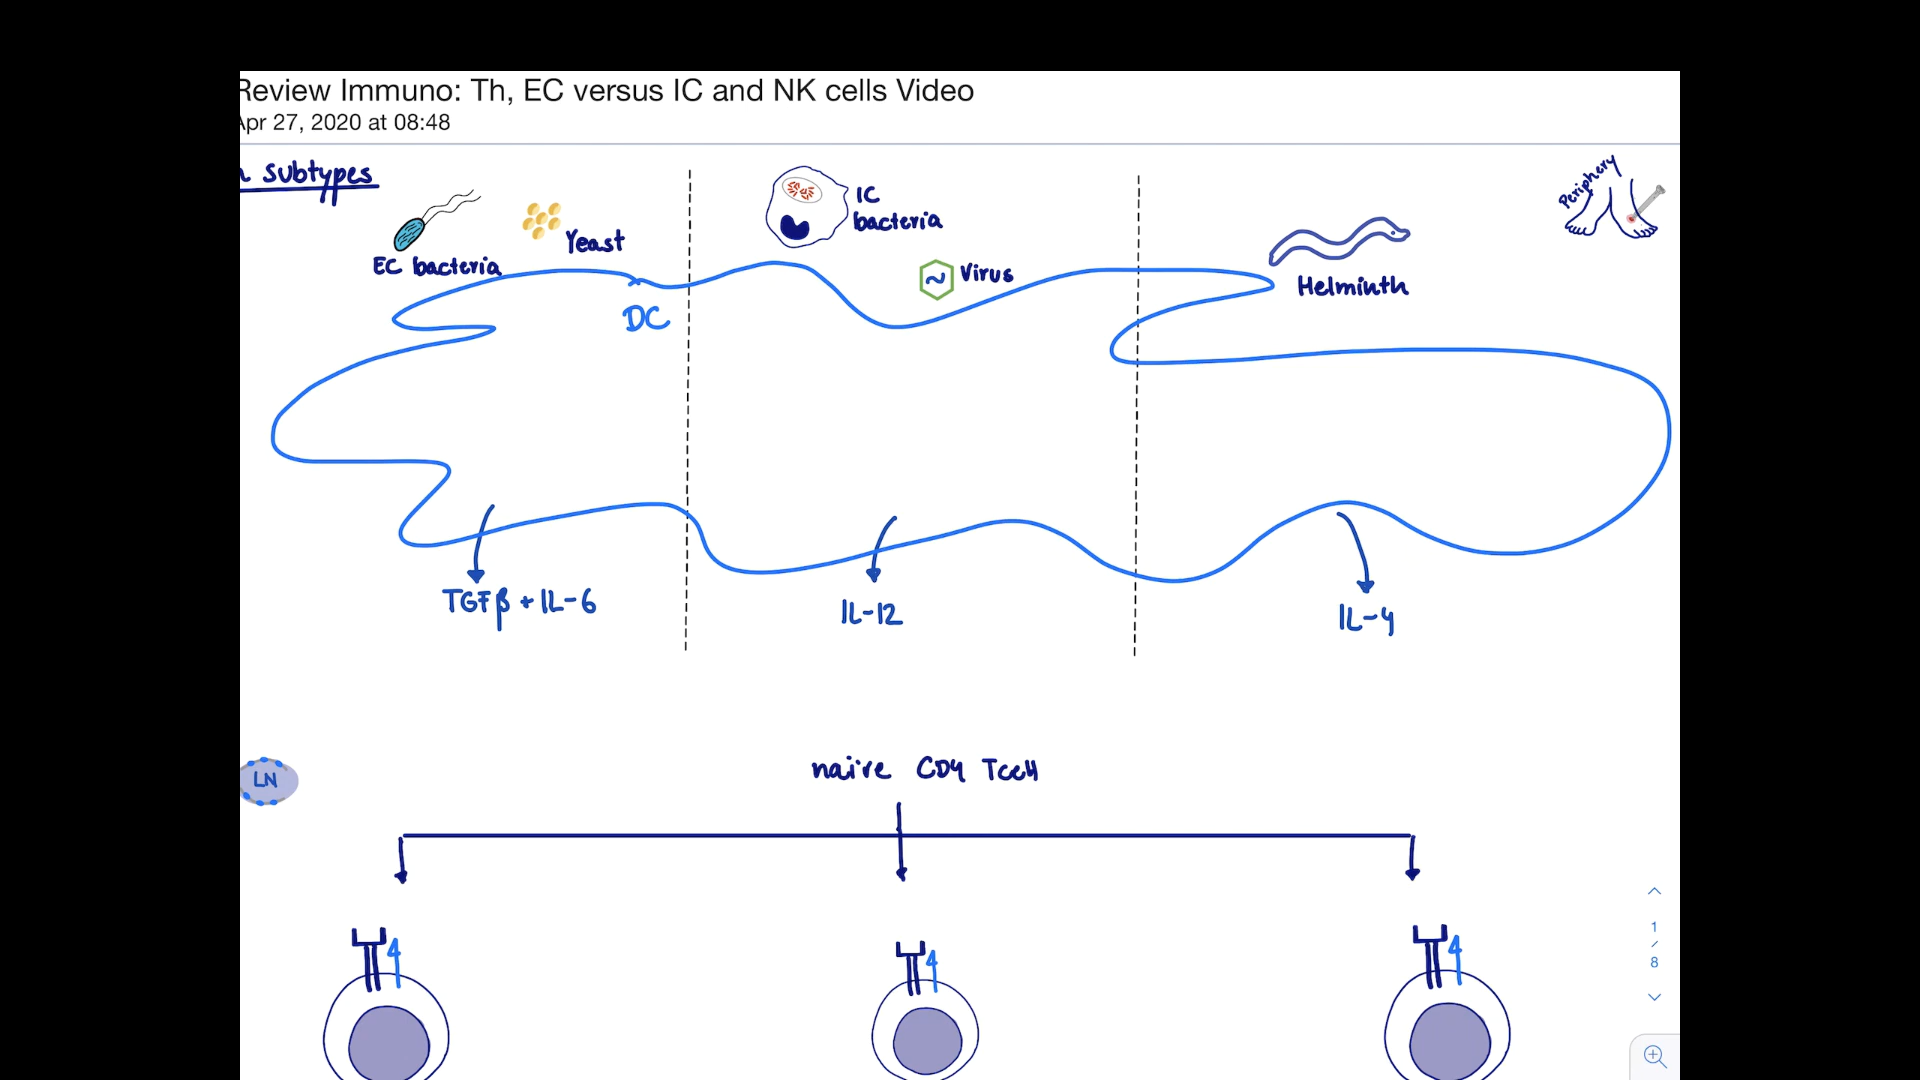 Review Immuno: Th, EC versus IC and NK cells Video
Apr 27, 2020 at 08:48
subtypes
EC bacteria
Yeast
IC
bacteria
Virus
Helminth
Periphery
DC
TGFβ + IL-6
IL-12
IL-4
LN
naive CD4 Tcell
4
4
4
1
/
8